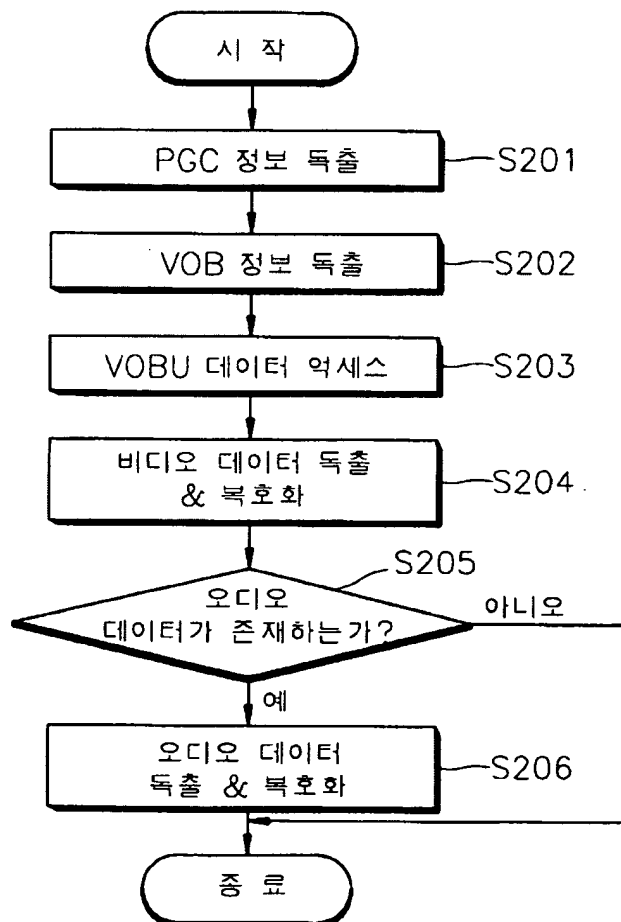 시 작
PGC 정보 독출
S201
VOB 정보 독출
S202
VOBU 데이터 억세스
S203
비디오 데이터 독출
& 복호화
S204
S205
오디오
데이터가 존재하는가?
아니오
예
오디오 데이터
독출 & 복호화
S206
종 료